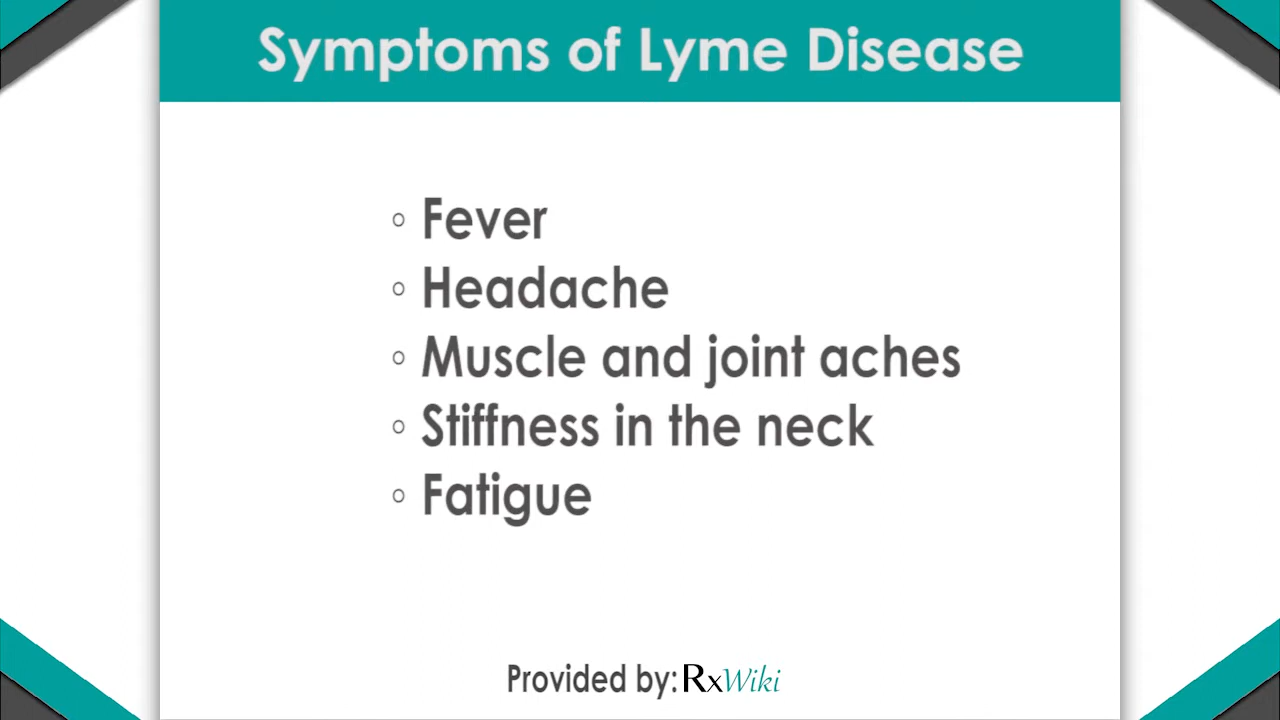 Symptoms of Lyme Disease
◦ Fever
◦ Headache
◦ Muscle and joint aches
◦ Stiffness in the neck
◦ Fatigue
Provided by: RxWiki